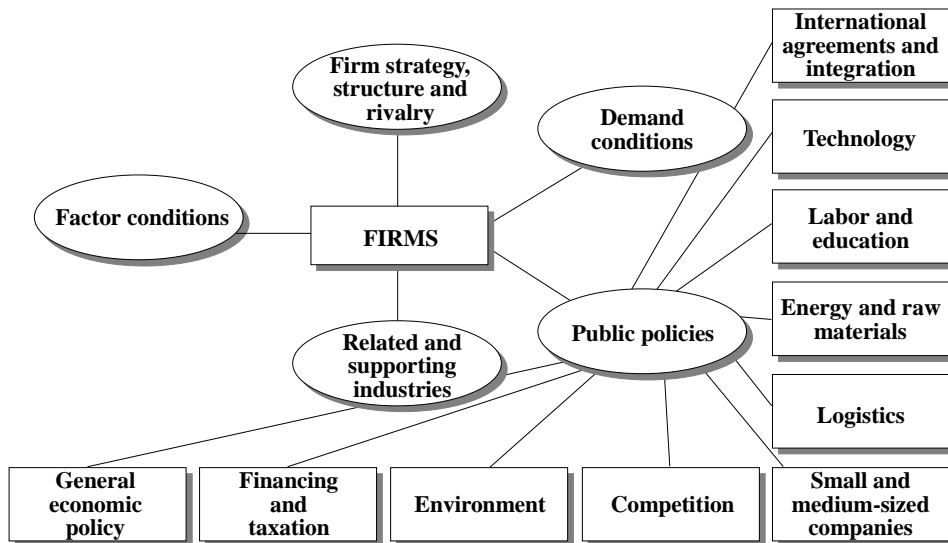 International
agreements and
integration
Firm strategy,
structure and
rivalry
Demand
conditions
Technology
Factor conditions
FIRMS
Labor and
education
Energy and raw
materials
Public policies
Related and
supporting
industries
Logistics
General
economic
policy
Financing
and
taxation
Environment
Competition
Small and
medium-sized
companies